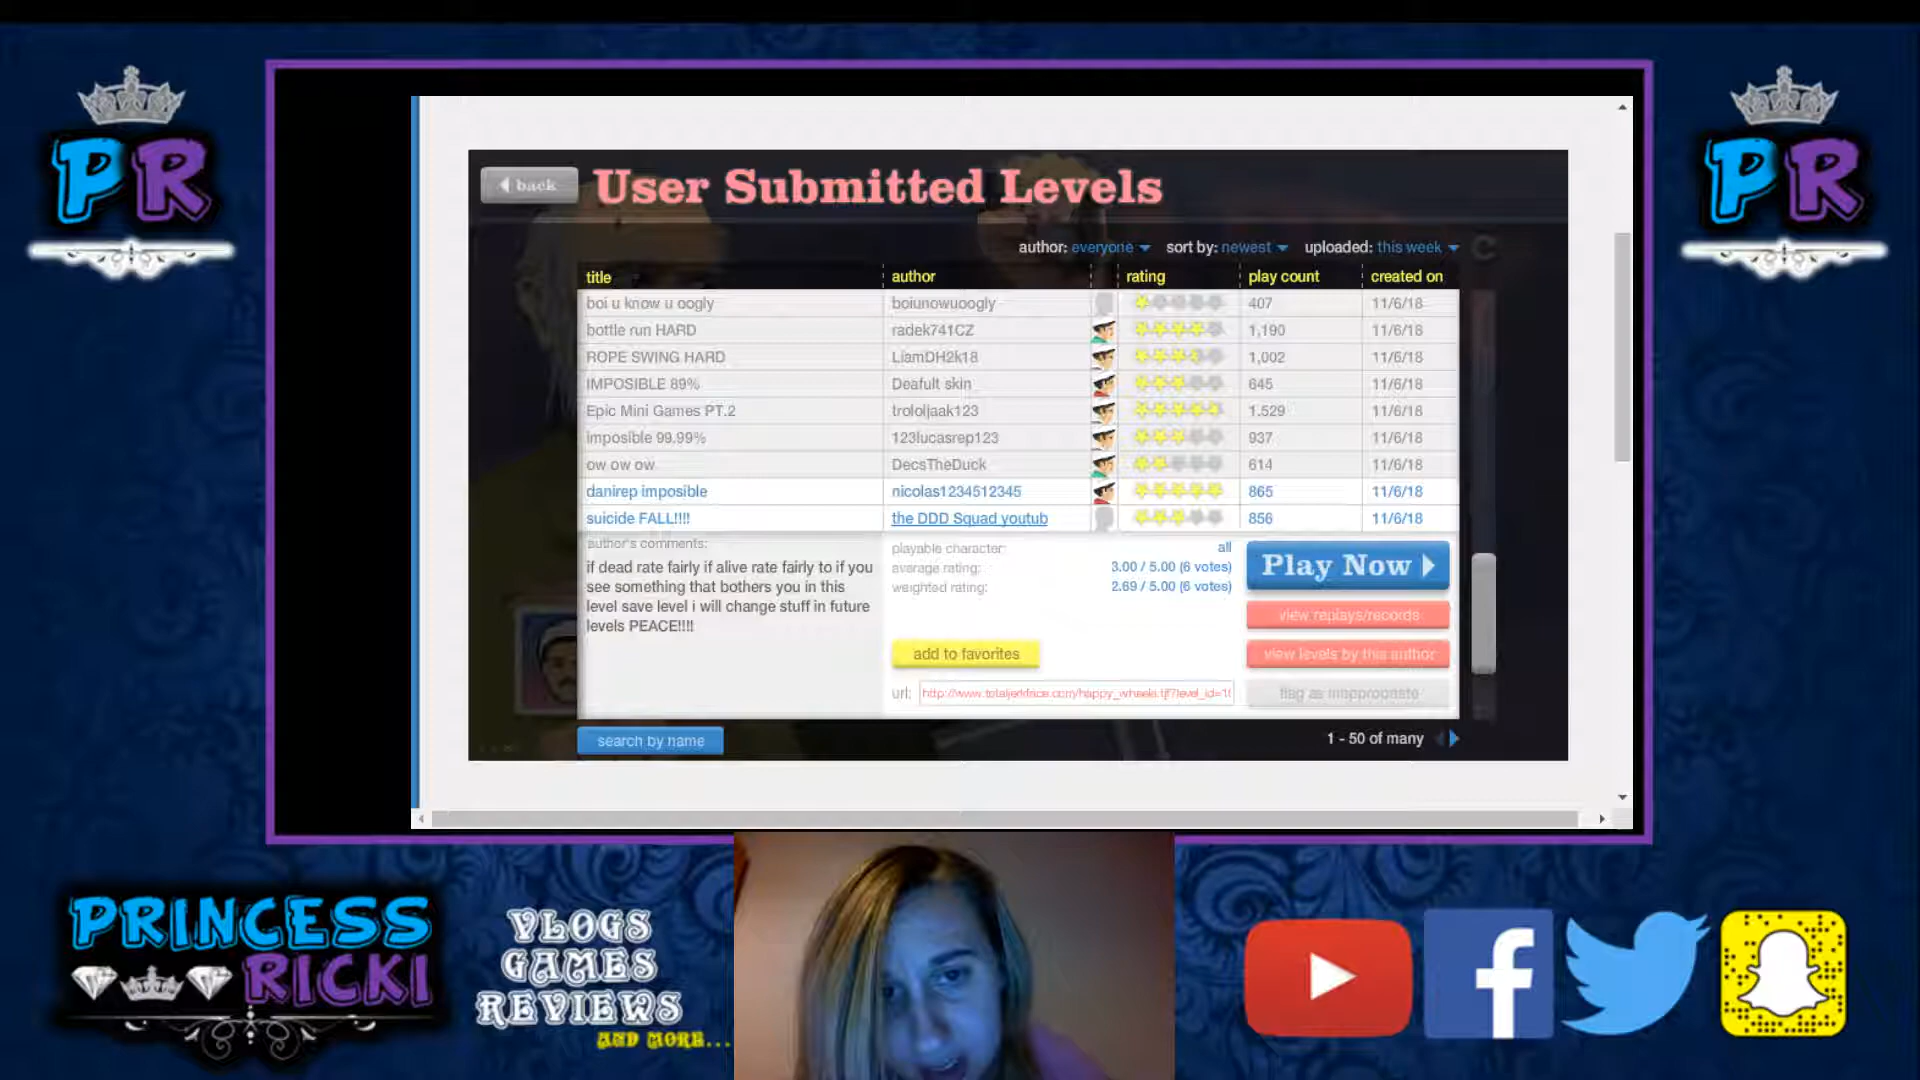 PR
PR
back
User Submitted Levels
author: everyone sort by: newest uploaded: this week
title author rating play count created on
boi u know u oogly boiunowuoogly 407 11/6/18
bottle run HARD radek741CZ 1,190 11/6/18
ROPE SWING HARD LiamDH2k18 1,002 11/6/18
IMPOSIBLE 89% Deafult skin 645 11/6/18
Epic Mini Games PT.2 trololjaak123 1,529 11/6/18
imposible 99.99% 123lucasrep123 937 11/6/18
ow ow ow DecsTheDuck 614 11/6/18
danirep imposible nicolas1234512345 865 11/6/18
suicide FALL!!!! the DDD Squad youtub 856 11/6/18
author's comments:
if dead rate fairly if alive rate fairly to if you
see something that bothers you in this
level save level i will change stuff in future
levels PEACE!!!!
playable character: all
average rating: 3.00 / 5.00 (6 votes)
weighted rating: 2.69 / 5.00 (6 votes)
add to favorites
url: http://www.totaljerkface.com/happy_wheels.tjf?level_id=1
Play Now
view replays/records
view levels by this author
flag as inappropriate
search by name
1 - 50 of many
PRINCESS
RICKI
VLOGS
GAMES
REVIEWS
AND MORE...
f